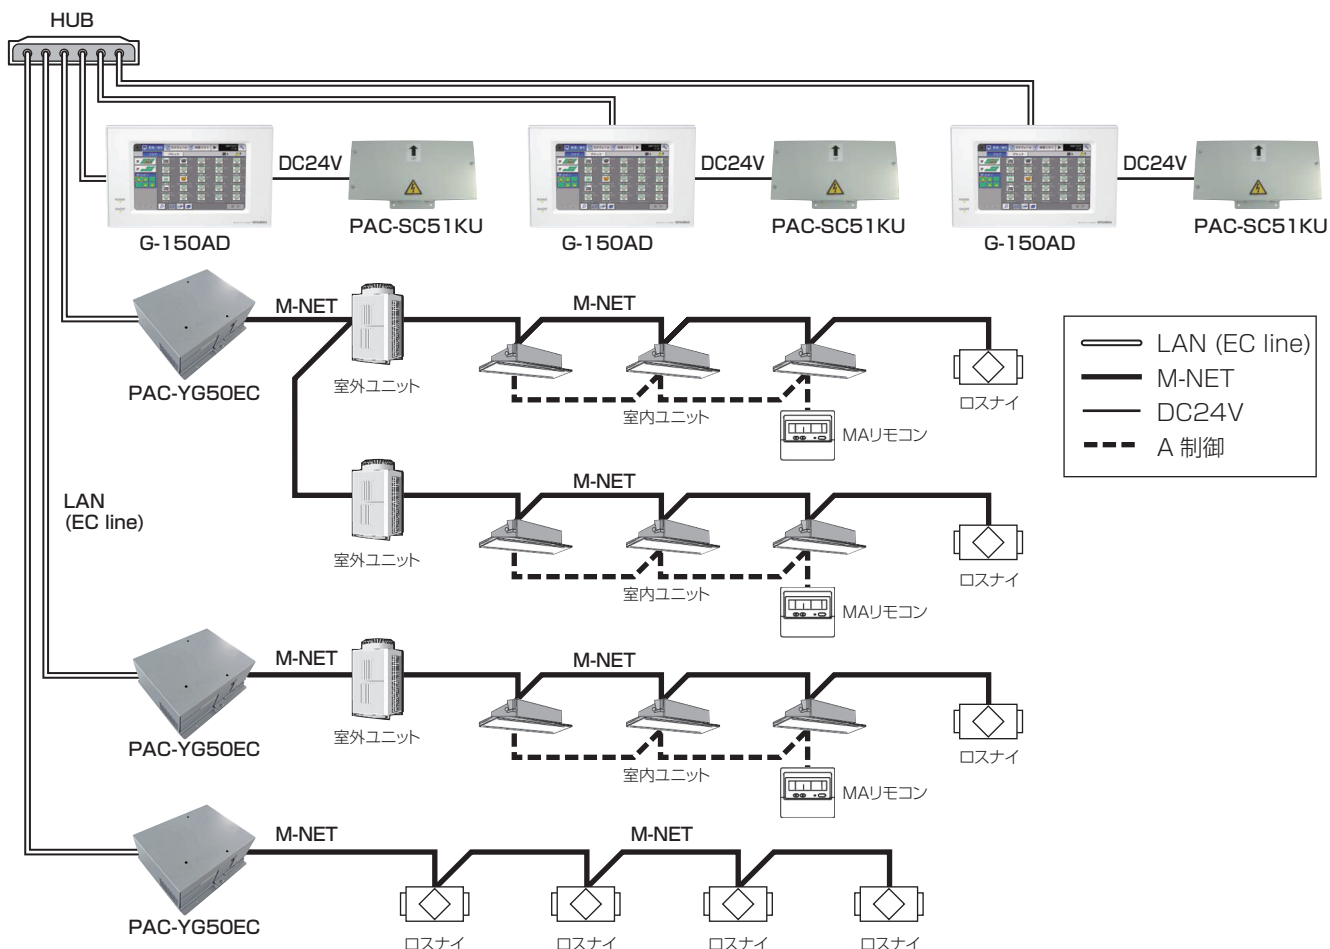 HUB
DC24V
DC24V
DC24V
PAC-SC51KU
PAC-SC51KU
PAC-SC51KU
G-150AD
G-150AD
G-150AD
M-NET
M-NET
LAN (EC line)
M-NET
DC24V
A 制御
室外ユニット
PAC-YG50EC
室内ユニット
MAリモコン
ロスナイ
M-NET
LAN
(EC line)
室外ユニット
室内ユニット
MAリモコン
ロスナイ
M-NET
M-NET
PAC-YG50EC
室外ユニット
室内ユニット
MAリモコン
ロスナイ
M-NET
M-NET
PAC-YG50EC
ロスナイ
ロスナイ
ロスナイ
ロスナイ